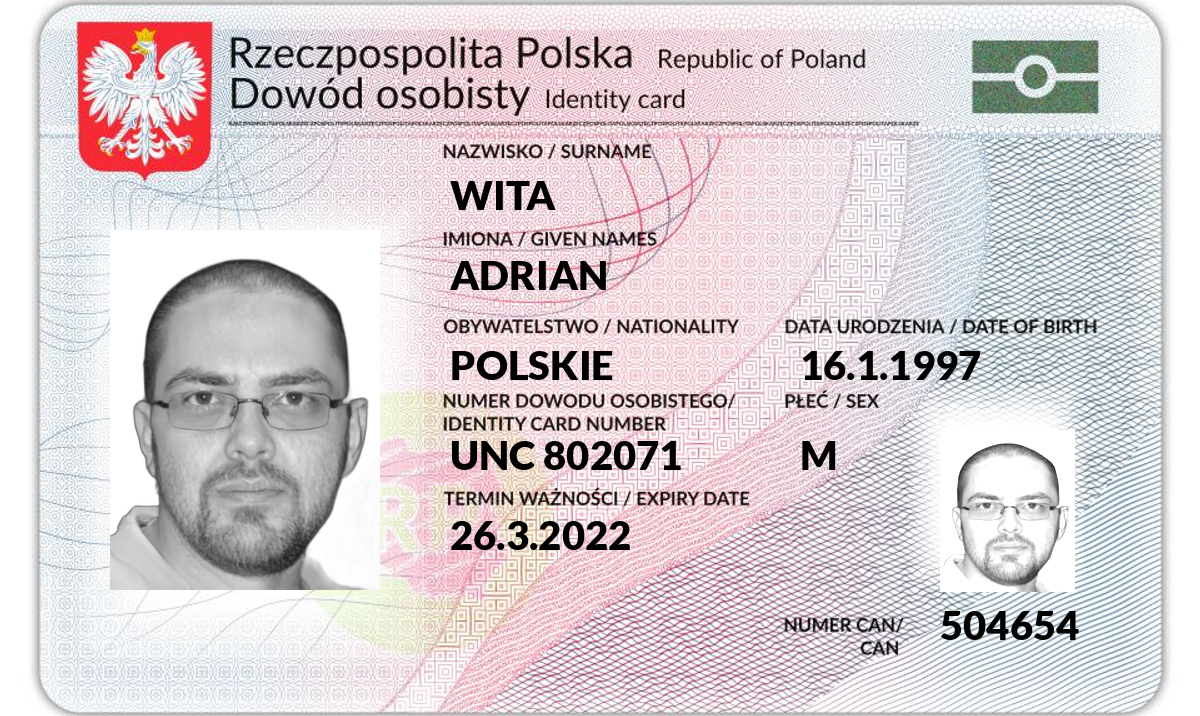 Rzeczpospolita Polska Republic of Poland
Dowód osobisty Identity card
NAZWISKO / SURNAME
WITA
IMIONA / GIVEN NAMES
ADRIAN
OBYWATELSTWO / NATIONALITY DATA URODZENIA / DATE OF BIRTH
POLSKIE 16.1.1997
NUMER DOWODU OSOBISTEGO/ PŁEĆ / SEX
IDENTITY CARD NUMBER
UNC 802071 M
TERMIN WAŻNOŚCI / EXPIRY DATE
26.3.2022
NUMER CAN/ 504654
CAN